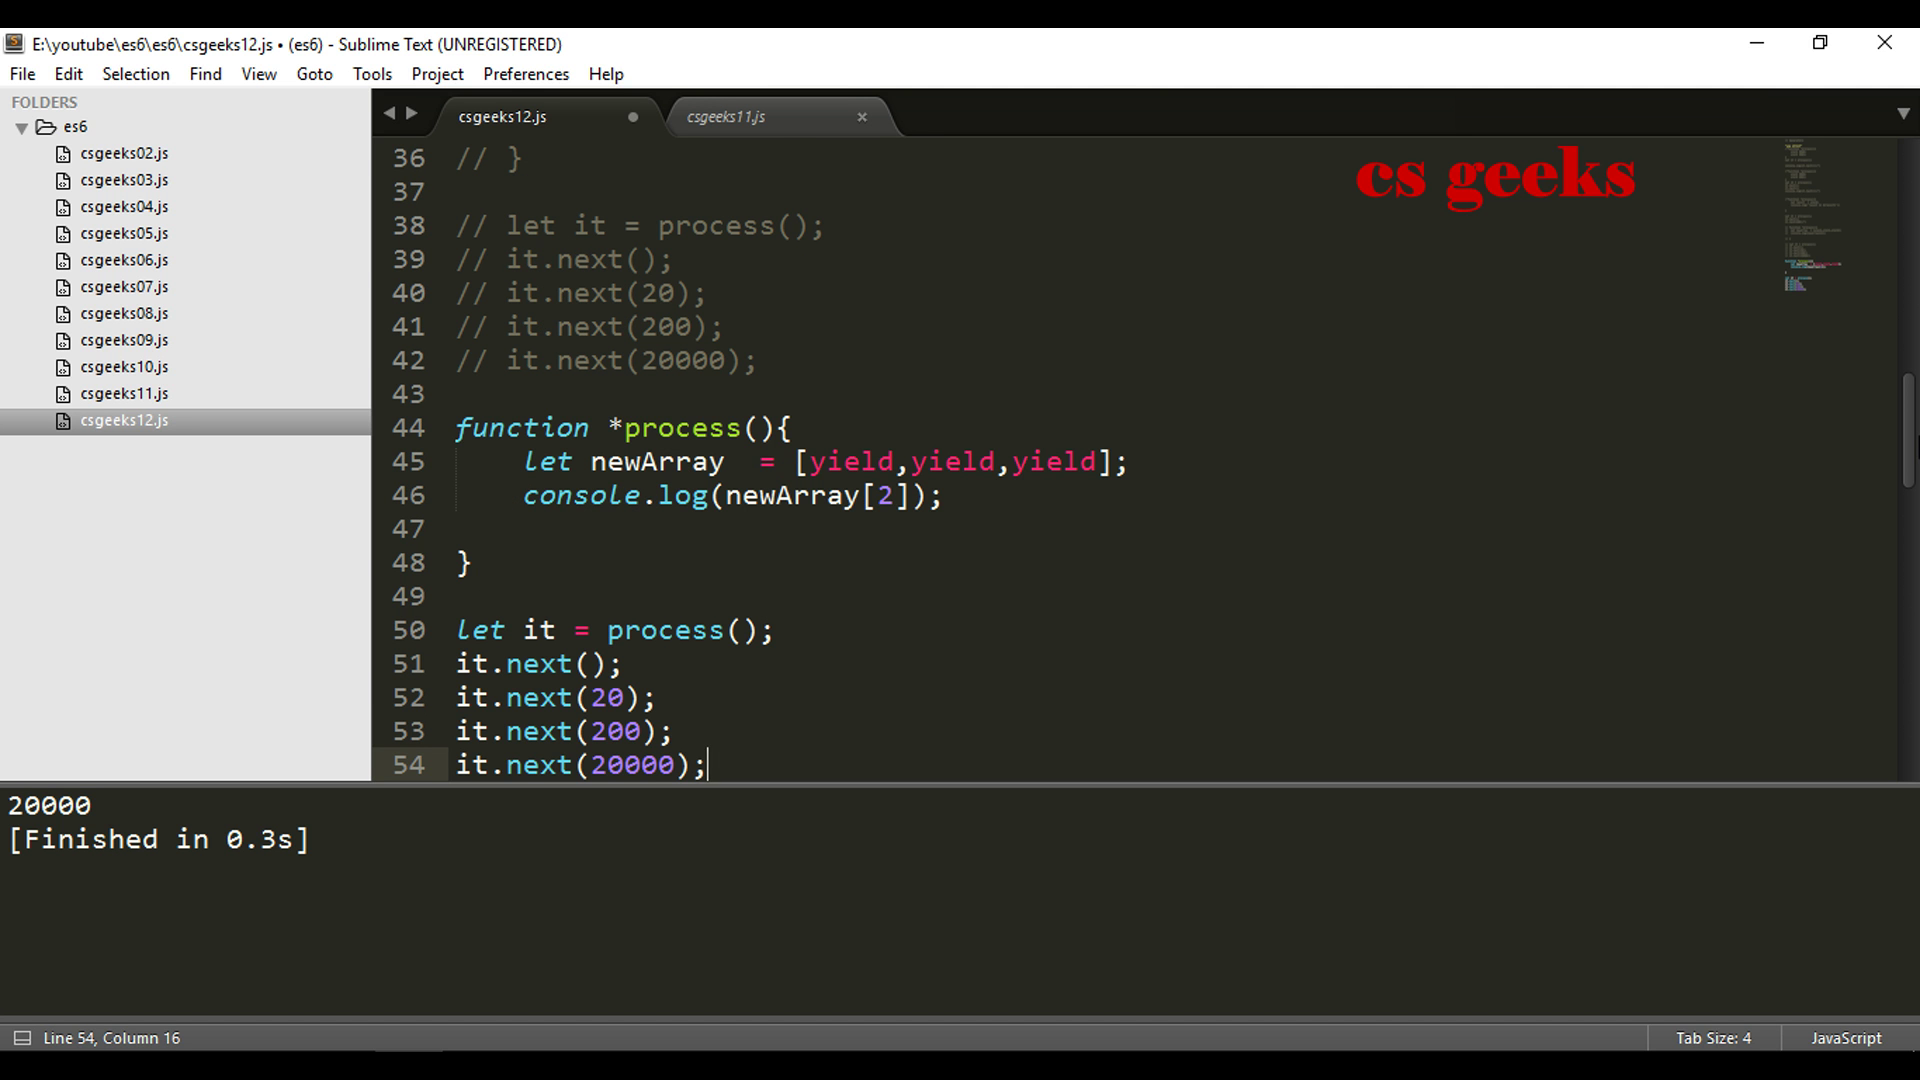 E:\youtube\es6\es6\csgeeks12.js • (es6) - Sublime Text (UNREGISTERED)
File Edit Selection Find View Goto Tools Project Preferences Help
FOLDERS
es6
csgeeks02.js
csgeeks03.js
csgeeks04.js
csgeeks05.js
csgeeks06.js
csgeeks07.js
csgeeks08.js
csgeeks09.js
csgeeks10.js
csgeeks11.js
csgeeks12.js
csgeeks12.js csgeeks11.js
cs geeks
36 // }
37
38 // let it = process();
39 // it.next();
40 // it.next(20);
41 // it.next(200);
42 // it.next(20000);
43
44 function *process(){
45     let newArray  = [yield,yield,yield];
46     console.log(newArray[2]);
47
48 }
49
50 let it = process();
51 it.next();
52 it.next(20);
53 it.next(200);
54 it.next(20000);
20000
[Finished in 0.3s]
Line 54, Column 16 Tab Size: 4 JavaScript